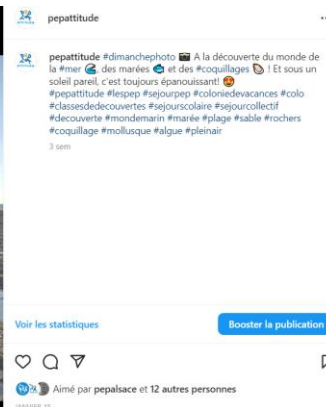 pepattitude
pepattitude #dimanchephoto 📷 A la découverte du monde de
la #mer 🌊, des marées 🐟 et des #coquillages 🐚 ! Et sous un
soleil pareil, c'est toujours épanouissant! 😍
#pepattitude #lespep #sejourpep #coloniedevacances #colo
#classesdedecouvertes #sejourscolaire #sejourcollectif
#decouverte #mondemarin #marée #plage #sable #rochers
#coquillage #mollusque #algue #pleinair
3 sem
Voir les statistiques
Booster la publication
Aimé par pepalsace et 12 autres personnes